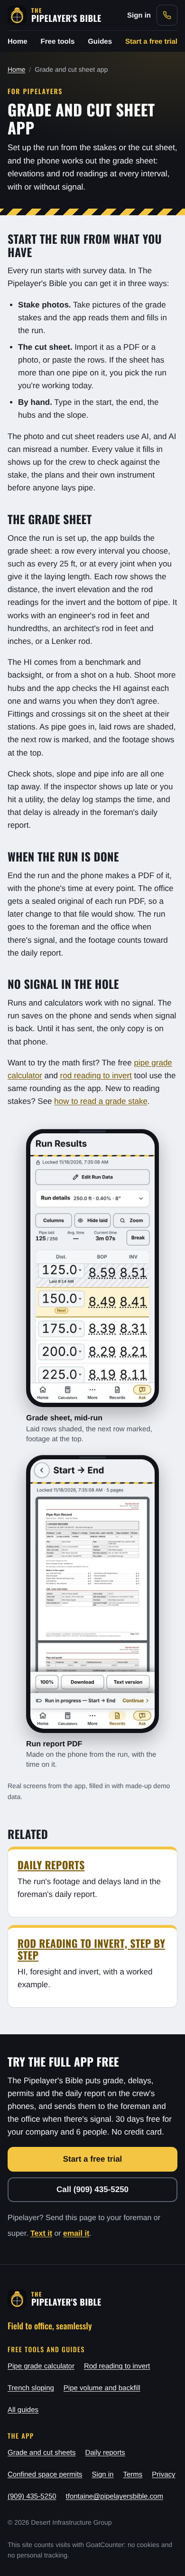 THE
PIPELAYER'S BIBLE
Sign in
Home Free tools Guides Start a free trial
Home / Grade and cut sheet app
FOR PIPELAYERS
GRADE AND CUT SHEET
APP
Set up the run from the stakes or the cut sheet,
and the phone works out the grade sheet:
elevations and rod readings at every interval,
with or without signal.
START THE RUN FROM WHAT YOU
HAVE
Every run starts with survey data. In The
Pipelayer's Bible you can get it in three ways:
• Stake photos. Take pictures of the grade
stakes and the app reads them and fills in
the run.
• The cut sheet. Import it as a PDF or a
photo, or paste the rows. If the sheet has
more than one pipe on it, you pick the run
you're working today.
• By hand. Type in the start, the end, the
hubs and the slope.
The photo and cut sheet readers use AI, and AI
can misread a number. Every value it fills in
shows up for the crew to check against the
stake, the plans and their own instrument
before anyone lays pipe.
THE GRADE SHEET
Once the run is set up, the app builds the
grade sheet: a row every interval you choose,
such as every 25 ft, or at every joint when you
give it the laying length. Each row shows the
distance, the invert elevation and the rod
readings for the invert and the bottom of pipe. It
works with an engineer's rod in feet and
hundredths, an architect's rod in feet and
inches, or a Lenker rod.
The HI comes from a benchmark and
backsight, or from a shot on a hub. Shoot more
hubs and the app checks the HI against each
one and warns you when they don't agree.
Fittings and crossings sit on the sheet at their
stations. As pipe goes in, laid rows are shaded,
the next row is marked, and the footage shows
at the top.
Check shots, slope and pipe info are all one
tap away. If the crew is stopped by unmarked or you
hit a utility, the delay log stamps the time, and
that delay is already in the foreman's daily
report.
WHEN THE RUN IS DONE
End the run and the phone makes a PDF of it,
with the phone's time at every point. The office
gets a sealed original of each run PDF, so a
later change to that file would show. The run
goes to the foreman and the office when
there's signal, and the footage counts toward
the daily report.
NO SIGNAL IN THE HOLE
Runs and calculators work with no signal. The
run saves on the phone and sends when signal
is back. Until it has sent, the only copy is on
that phone.
Want to try the math first? The free pipe grade
calculator and rod reading to invert tool use the
same rounding as the app. New to reading
stakes? See how to read a grade stake.
Run Results
Locked 11/18/2026, 7:35:08 AM
Edit Run Data
Run details 250.0 ft · 0.40% · 8"
Columns Hide laid Zoom
Pipe laid Avg. time Current time
125 / 250 — 3m 07s Break
Dist. BOP INV
125.0 8.59 8.51
Last 9:14 AM
150.0 8.49 8.41
Next
175.0 8.39 8.31
200.0 8.29 8.21
225.0 8.19 8.11
Home Calculators More Records Ask
Grade sheet, mid-run
Laid rows shaded, the next row marked,
footage at the top.
Start → End
Locked 11/18/2026, 7:35:08 AM · 5 pages
Pipe Run Record
100% Download Text version
Run in progress — Start → End Continue
Home Calculators More Records Ask
Run report PDF
Made on the phone from the run, with the
time on it.
Real screens from the app, filled in with made-up demo
data.
RELATED
DAILY REPORTS
The run's footage and delays land in the
foreman's daily report.
ROD READING TO INVERT, STEP BY
STEP
HI, foresight and invert, with a worked
example.
TRY THE FULL APP FREE
The Pipelayer's Bible puts grade, delays,
permits and the daily report on the crew's
phones, and sends them to the foreman and
the office when there's signal. 30 days free for
your company and 6 people. No credit card.
Start a free trial
Call (909) 435-5250
Pipelayer? Send this page to your foreman or
super. Text it or email it.
THE
PIPELAYER'S BIBLE
Field to office, seamlessly
FREE TOOLS AND GUIDES
Pipe grade calculator Rod reading to invert
Trench sloping Pipe volume and backfill
All guides
THE APP
Grade and cut sheets Daily reports
Confined space permits Sign in Terms Privacy
(909) 435-5250 tfontaine@pipelayersbible.com
© 2026 Desert Infrastructure Group
This site counts visits with GoatCounter: no cookies and
no personal tracking.